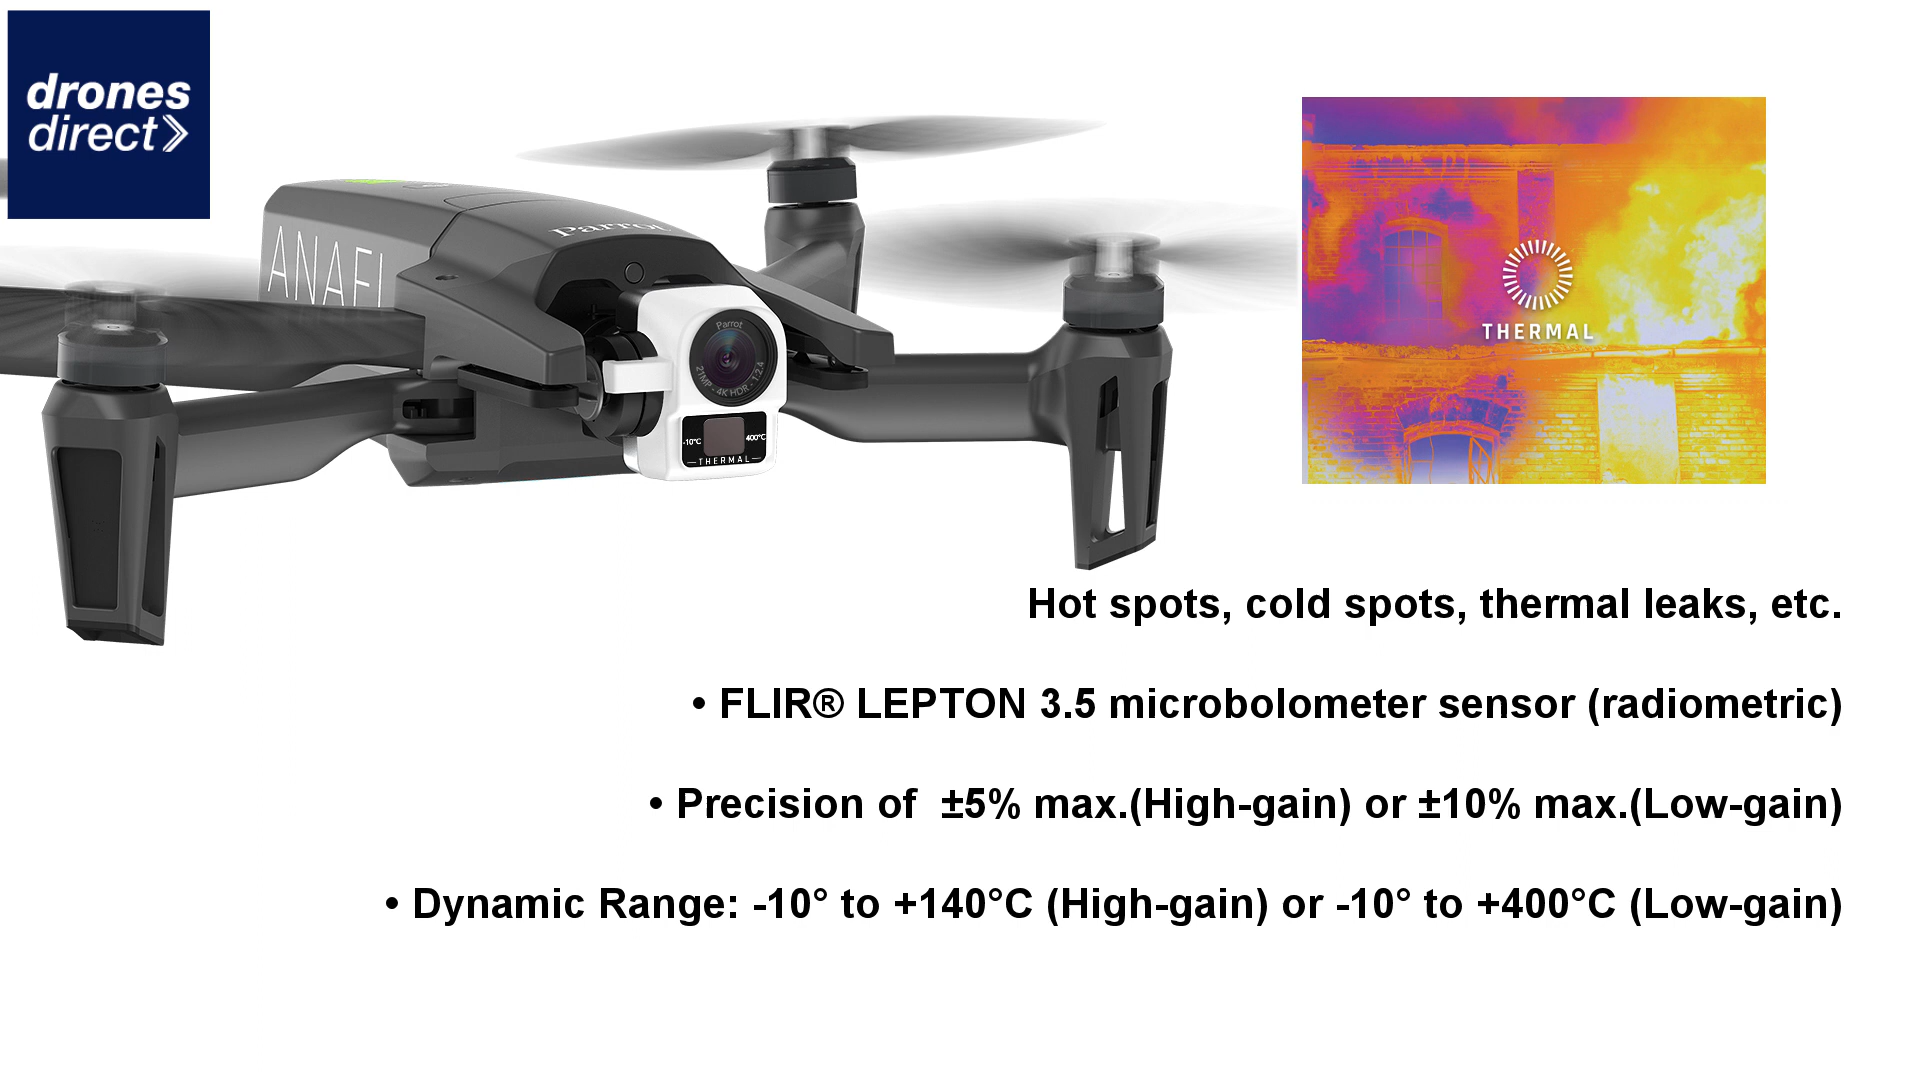 drones
direct
Parrot
ANAFI
Parrot
21MP - 4K HDR - 1:2.4
-10°C
400°C
THERMAL
THERMAL
Hot spots, cold spots, thermal leaks, etc.
• FLIR® LEPTON 3.5 microbolometer sensor (radiometric)
• Precision of  ±5% max.(High-gain) or ±10% max.(Low-gain)
• Dynamic Range: -10° to +140°C (High-gain) or -10° to +400°C (Low-gain)